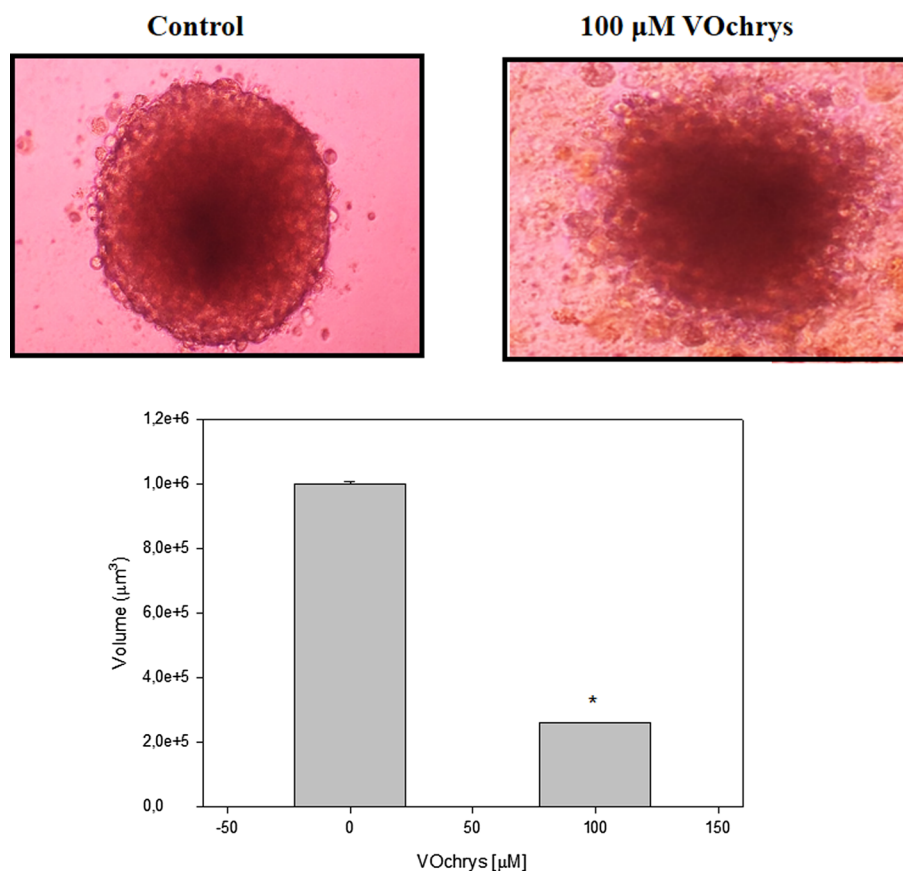 Control
100 μM VOchrys
1,2e+6
1,0e+6
8,0e+5
6,0e+5
4,0e+5
2,0e+5
0,0
Volume (μm³)
*
-50
0
50
100
150
VOchrys [μM]